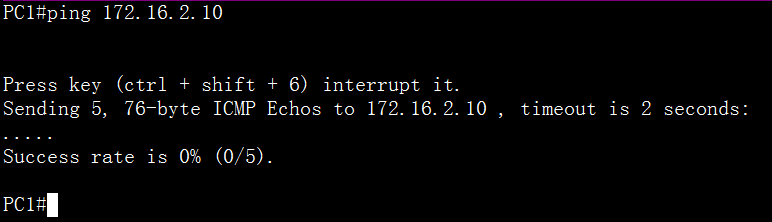 PC1#ping 172.16.2.10
Press key (ctrl + shift + 6) interrupt it.
Sending 5, 76-byte ICMP Echos to 172.16.2.10 , timeout is 2 seconds:
.....
Success rate is 0% (0/5).
PC1#